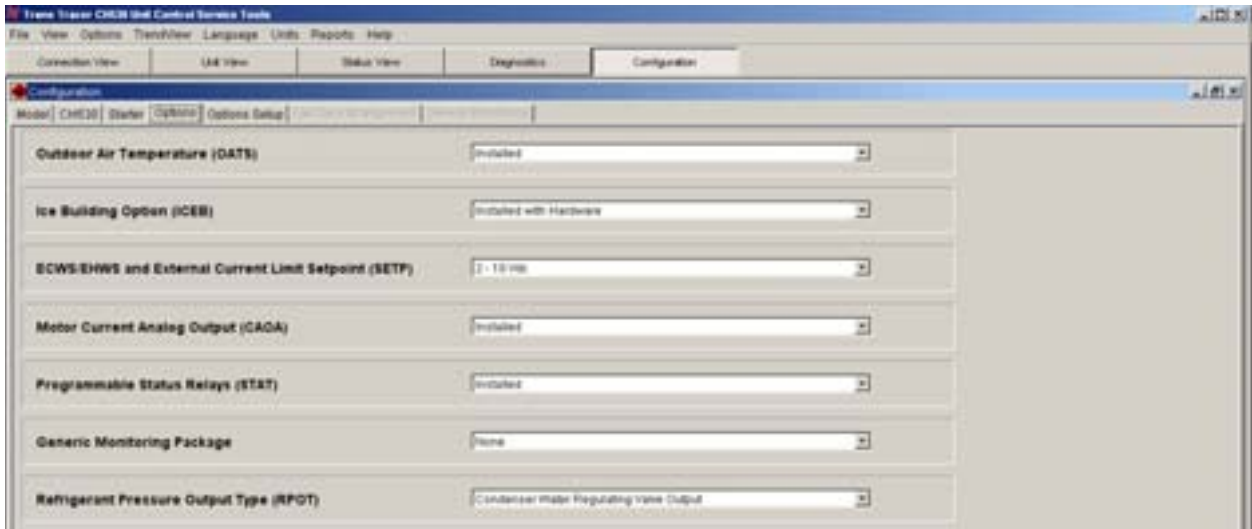 Trane Tracer CH530 Unit Control Service Tools
File View Options TrendView Language Units Reports Help
Connection View Unit View Status View Diagnostics Configuration
Configuration
Model CH530 Starter Options Options Setup
Outdoor Air Temperature (OATS) Installed
Ice Building Option (ICEB) Installed with Hardware
ECWS/EHWS and External Current Limit Setpoint (SETP) 2 - 10 Vdc
Motor Current Analog Output (CAOA) Installed
Programmable Status Relays (STAT) Installed
Generic Monitoring Package None
Refrigerant Pressure Output Type (RPOT) Condenser Water Regulating Valve Output